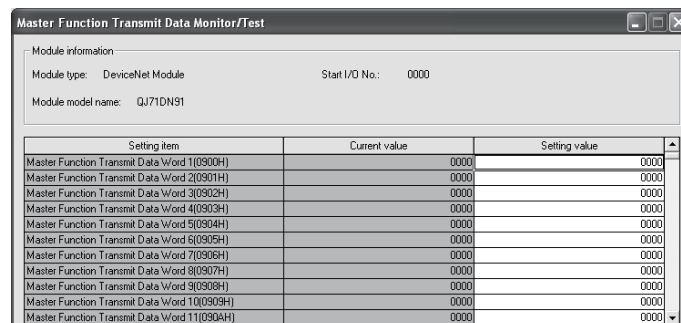 Master Function Transmit Data Monitor/Test
Module information
Module type: DeviceNet Module Start I/O No.: 0000
Module model name: QJ71DN91
Setting item Current value Setting value
Master Function Transmit Data Word 1(0900H) 0000 0000
Master Function Transmit Data Word 2(0901H) 0000 0000
Master Function Transmit Data Word 3(0902H) 0000 0000
Master Function Transmit Data Word 4(0903H) 0000 0000
Master Function Transmit Data Word 5(0904H) 0000 0000
Master Function Transmit Data Word 6(0905H) 0000 0000
Master Function Transmit Data Word 7(0906H) 0000 0000
Master Function Transmit Data Word 8(0907H) 0000 0000
Master Function Transmit Data Word 9(0908H) 0000 0000
Master Function Transmit Data Word 10(0909H) 0000 0000
Master Function Transmit Data Word 11(090AH) 0000 0000